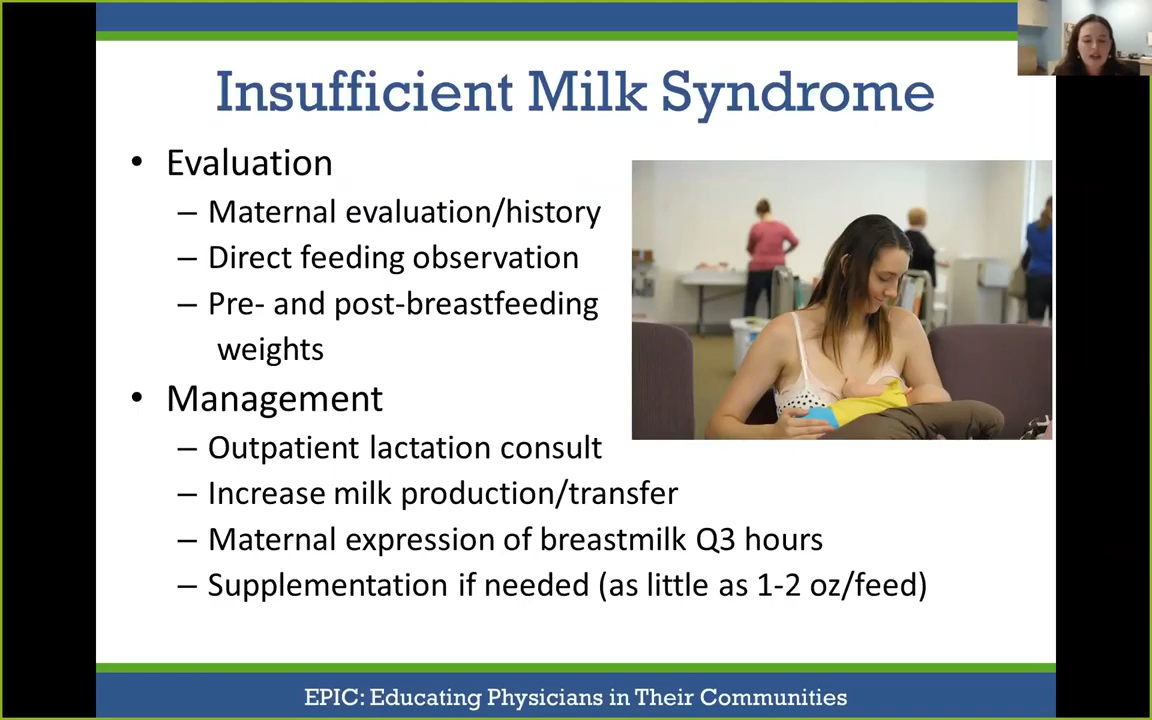 Insufficient Milk Syndrome
• Evaluation
– Maternal evaluation/history
– Direct feeding observation
– Pre- and post-breastfeeding
weights
• Management
– Outpatient lactation consult
– Increase milk production/transfer
– Maternal expression of breastmilk Q3 hours
– Supplementation if needed (as little as 1-2 oz/feed)
EPIC: Educating Physicians in Their Communities